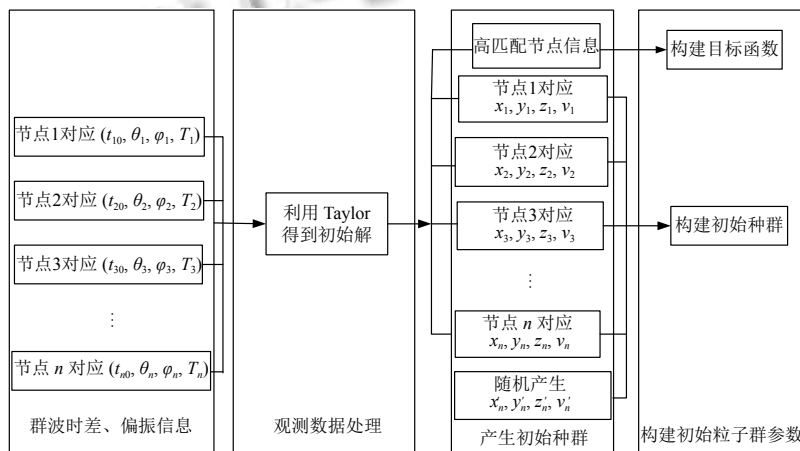 节点1对应 (t₁₀, θ₁, φ₁, T₁)
节点2对应 (t₂₀, θ₂, φ₂, T₂)
节点3对应 (t₃₀, θ₃, φ₃, T₃)
⋮
节点 n 对应 (tₙ₀, θₙ, φₙ, Tₙ)
群波时差、偏振信息
利用 Taylor
得到初始解
观测数据处理
高匹配节点信息
节点1对应
x₁, y₁, z₁, v₁
节点2对应
x₂, y₂, z₂, v₂
节点3对应
x₃, y₃, z₃, v₃
⋮
节点 n 对应
xₙ, yₙ, zₙ, vₙ
随机产生
x′ₙ, y′ₙ, z′ₙ, v′ₙ
产生初始种群
构建目标函数
构建初始种群
构建初始粒子群参数